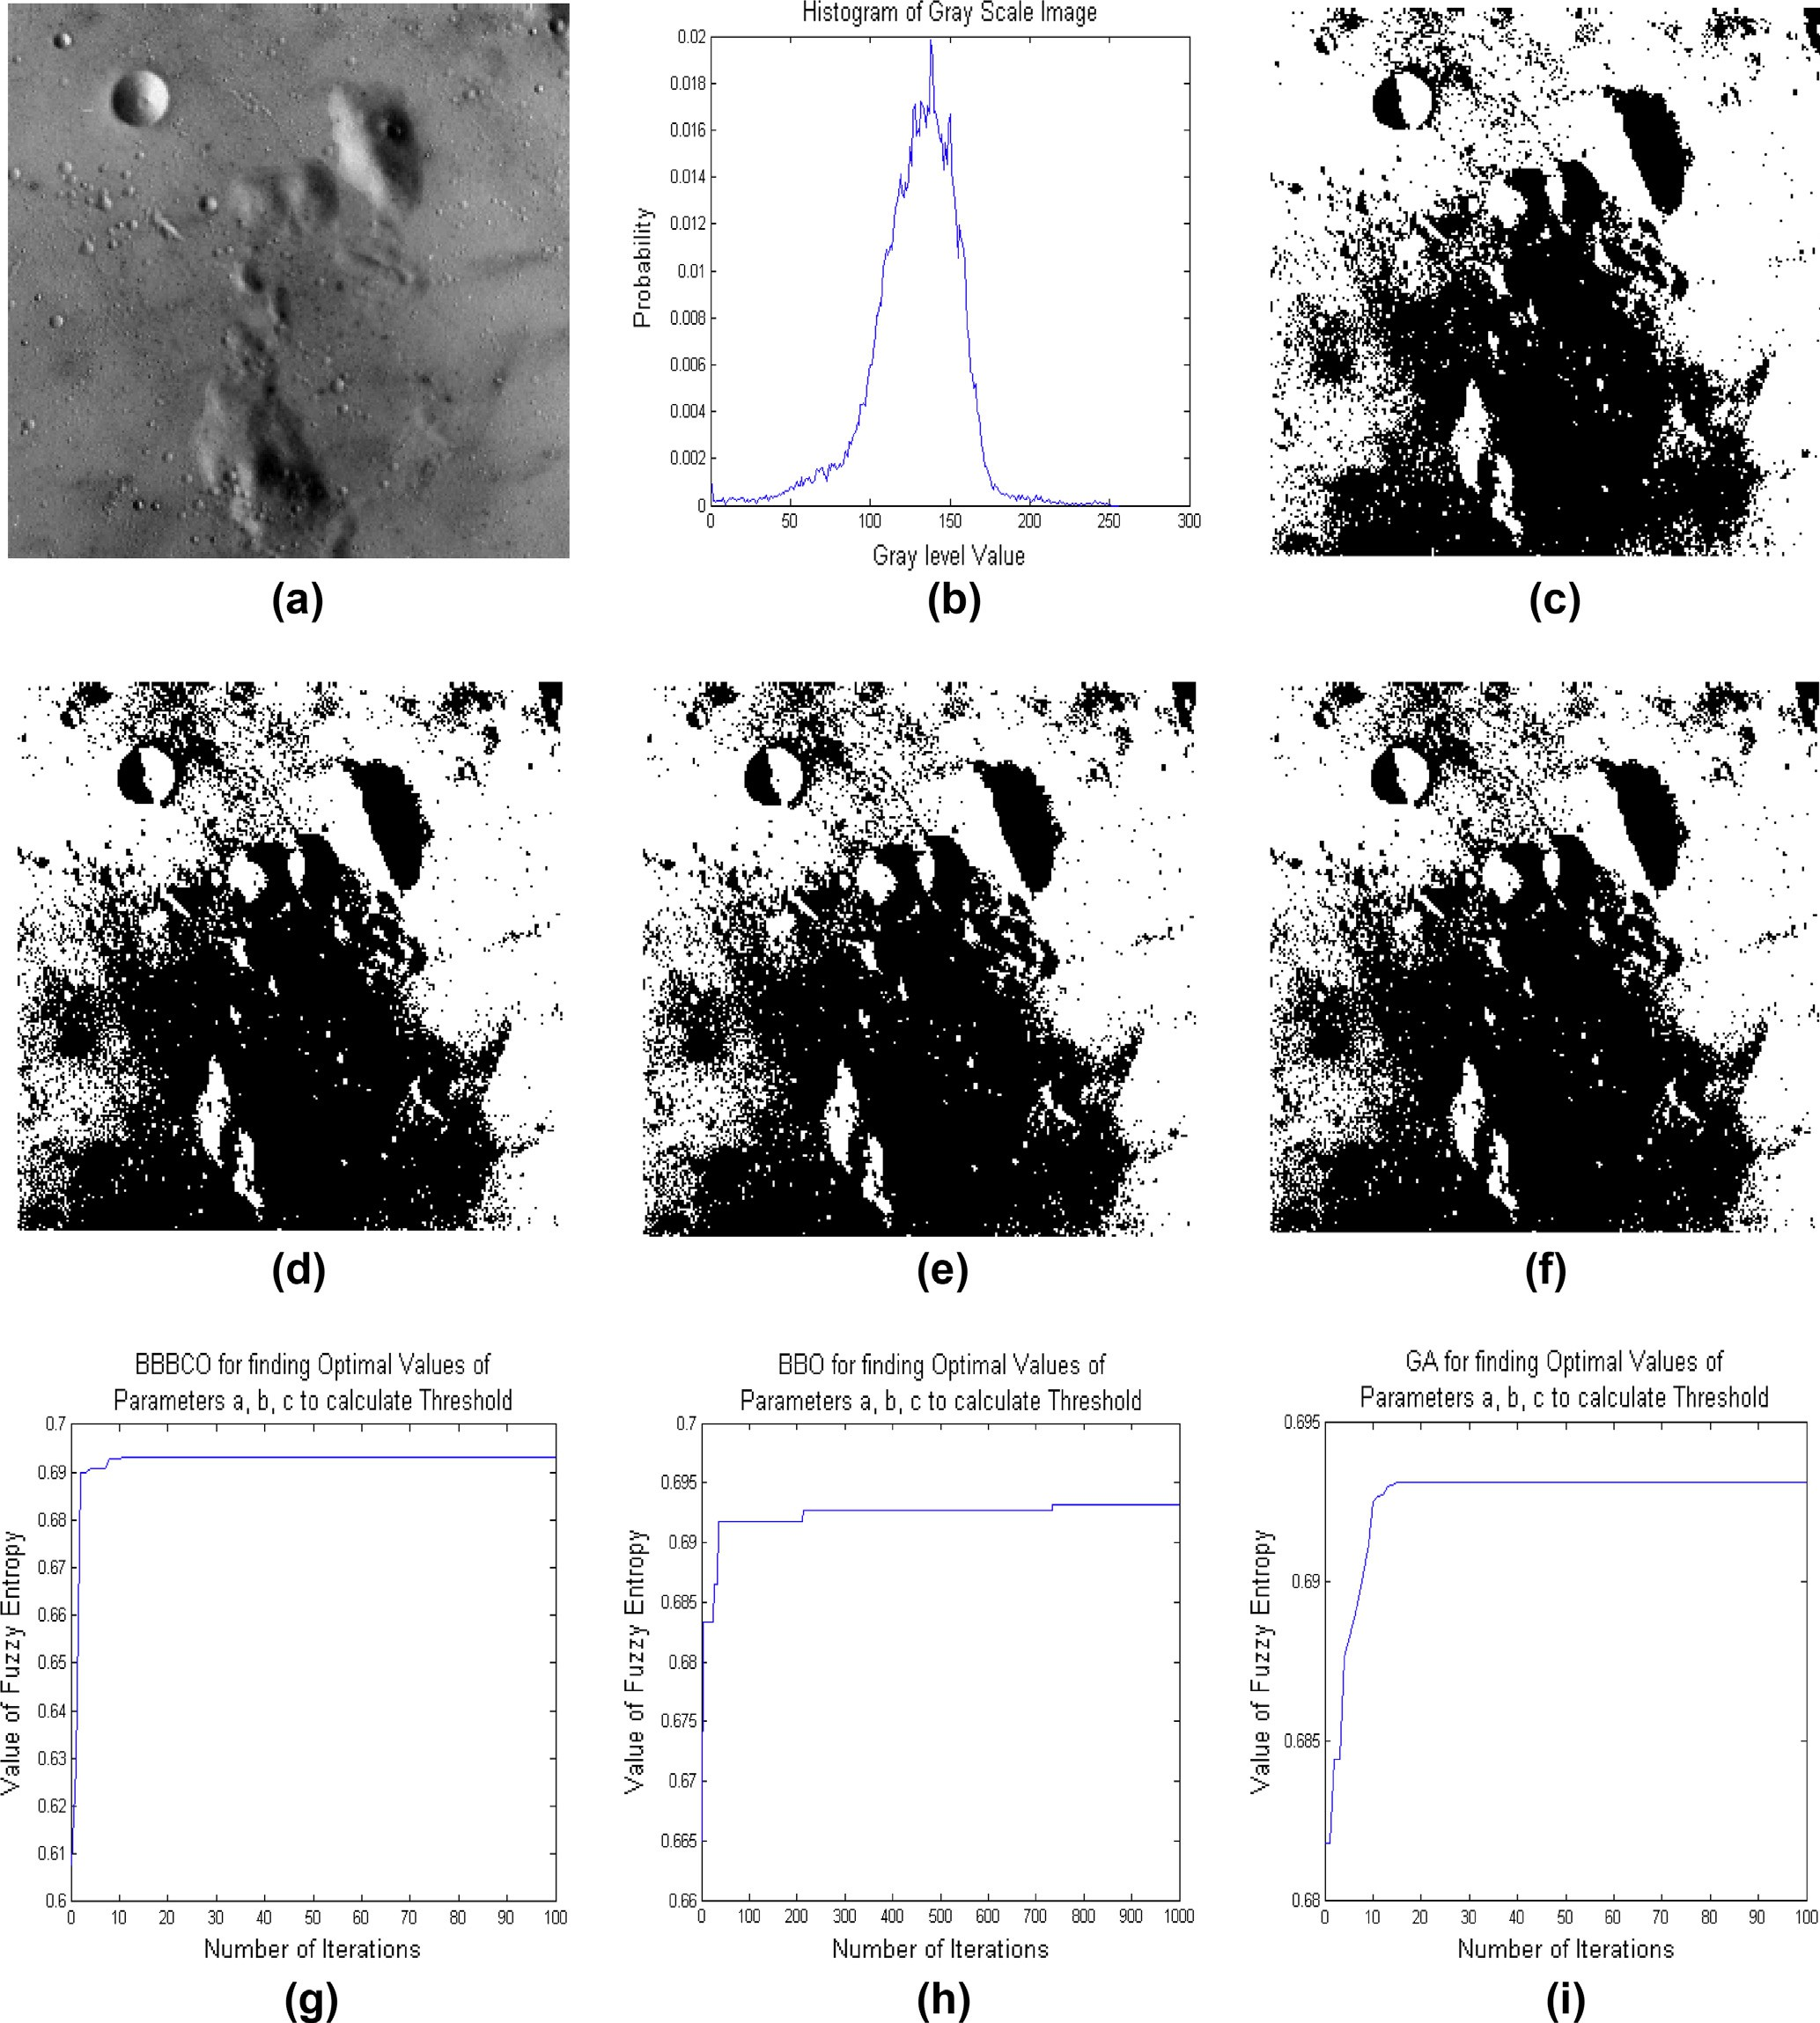 Histogram of Gray Scale Image
0.02
0.018
0.016
0.014
0.012
0.01
0.008
0.006
0.004
0.002
0
Probability
0 50 100 150 200 250 300
Gray level Value
(a) (b) (c)
(d) (e) (f)
BBBCO for finding Optimal Values of
Parameters a, b, c to calculate Threshold
0.7
0.69
0.68
0.67
0.66
0.65
0.64
0.63
0.62
0.61
0.6
Value of Fuzzy Entropy
0 10 20 30 40 50 60 70 80 90 100
Number of Iterations
(g)
BBO for finding Optimal Values of
Parameters a, b, c to calculate Threshold
0.7
0.695
0.69
0.685
0.68
0.675
0.67
0.665
0.66
Value of Fuzzy Entropy
0 100 200 300 400 500 600 700 800 900 1000
Number of Iterations
(h)
GA for finding Optimal Values of
Parameters a, b, c to calculate Threshold
0.695
0.69
0.685
0.68
Value of Fuzzy Entropy
0 10 20 30 40 50 60 70 80 90 100
Number of Iterations
(i)